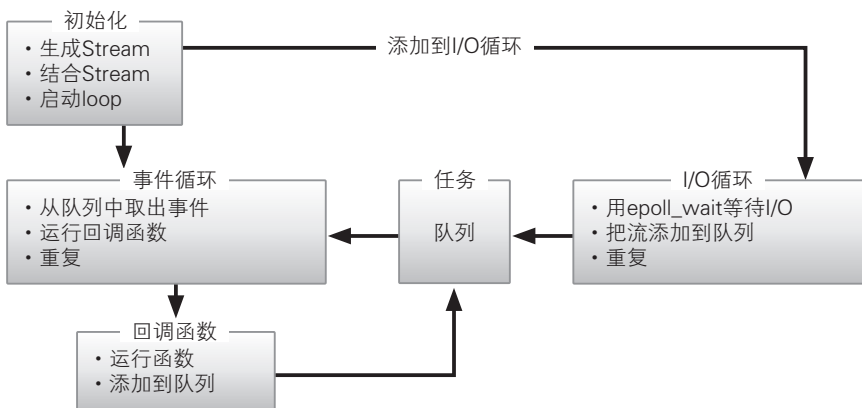 初始化
・生成Stream
・结合Stream
・启动loop
添加到I/O循环
事件循环
・从队列中取出事件
・运行回调函数
・重复
任务
队列
I/O循环
・用epoll_wait等待I/O
・把流添加到队列
・重复
回调函数
・运行函数
・添加到队列